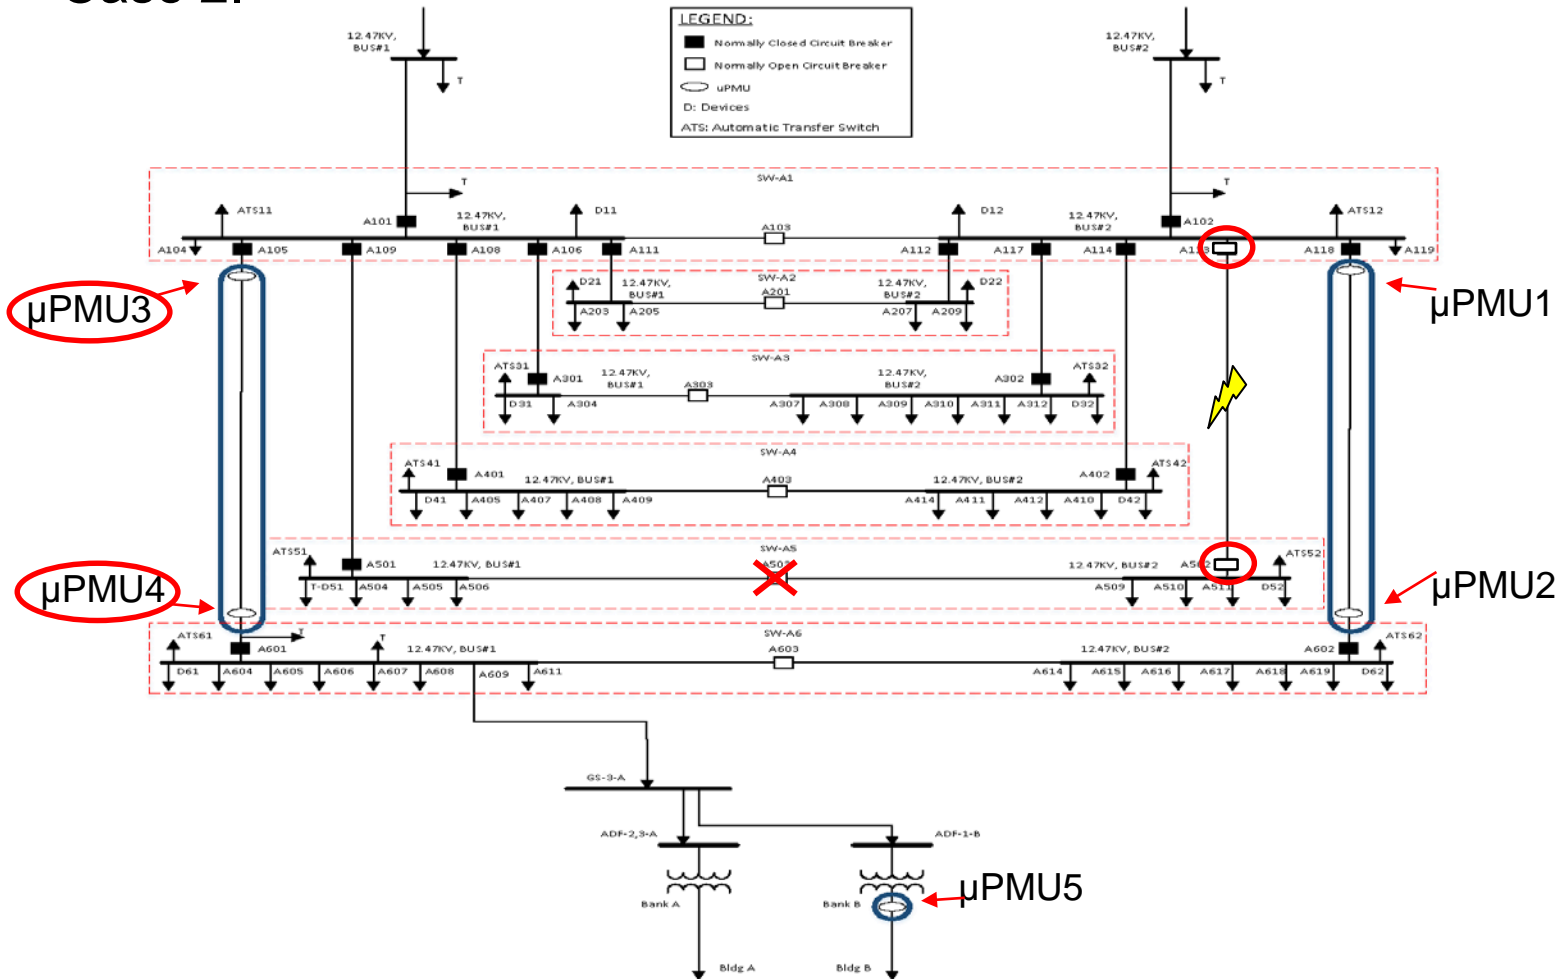 LEGEND:
Normally Closed Circuit Breaker
Normally Open Circuit Breaker
uPMU
D: Devices
ATS: Automatic Transfer Switch
12.47KV,
BUS#1
T
12.47KV,
BUS#2
T
SW-A1
T
T
ATS11
A101
12.47KV,
BUS#1
D11
A103
D12
12.47KV,
BUS#2
A102
ATS12
A104
A105
A109
A108
A106
A111
A112
A117
A114
A118
A119
SW-A2
D21
12.47KV,
BUS#1
A201
12.47KV,
BUS#2
D22
A203
A205
A207
A209
µPMU3
µPMU1
SW-A3
ATS31
A301
12.47KV,
BUS#1
A303
12.47KV,
BUS#2
A302
ATS32
D31
A304
A307
A308
A309
A310
A311
A312
D32
SW-A4
ATS41
A401
12.47KV, BUS#1
A403
12.47KV, BUS#2
A402
ATS42
D41
A405
A407
A408
A409
A414
A411
A412
A410
D42
SW-A5
ATS51
A501
12.47KV, BUS#1
12.47KV, BUS#2
ATS52
T-D51
A504
A505
A506
A509
A510
A511
D52
µPMU4
µPMU2
SW-A6
ATS61
T
A601
T
12.47KV, BUS#1
A603
12.47KV, BUS#2
A602
ATS62
D61
A604
A605
A606
A607
A608
A609
A611
A614
A615
A616
A617
A618
A619
D62
GS-3-A
ADF-2,3-A
ADF-1-B
Bank A
Bank B
µPMU5
Bldg A
Bldg B